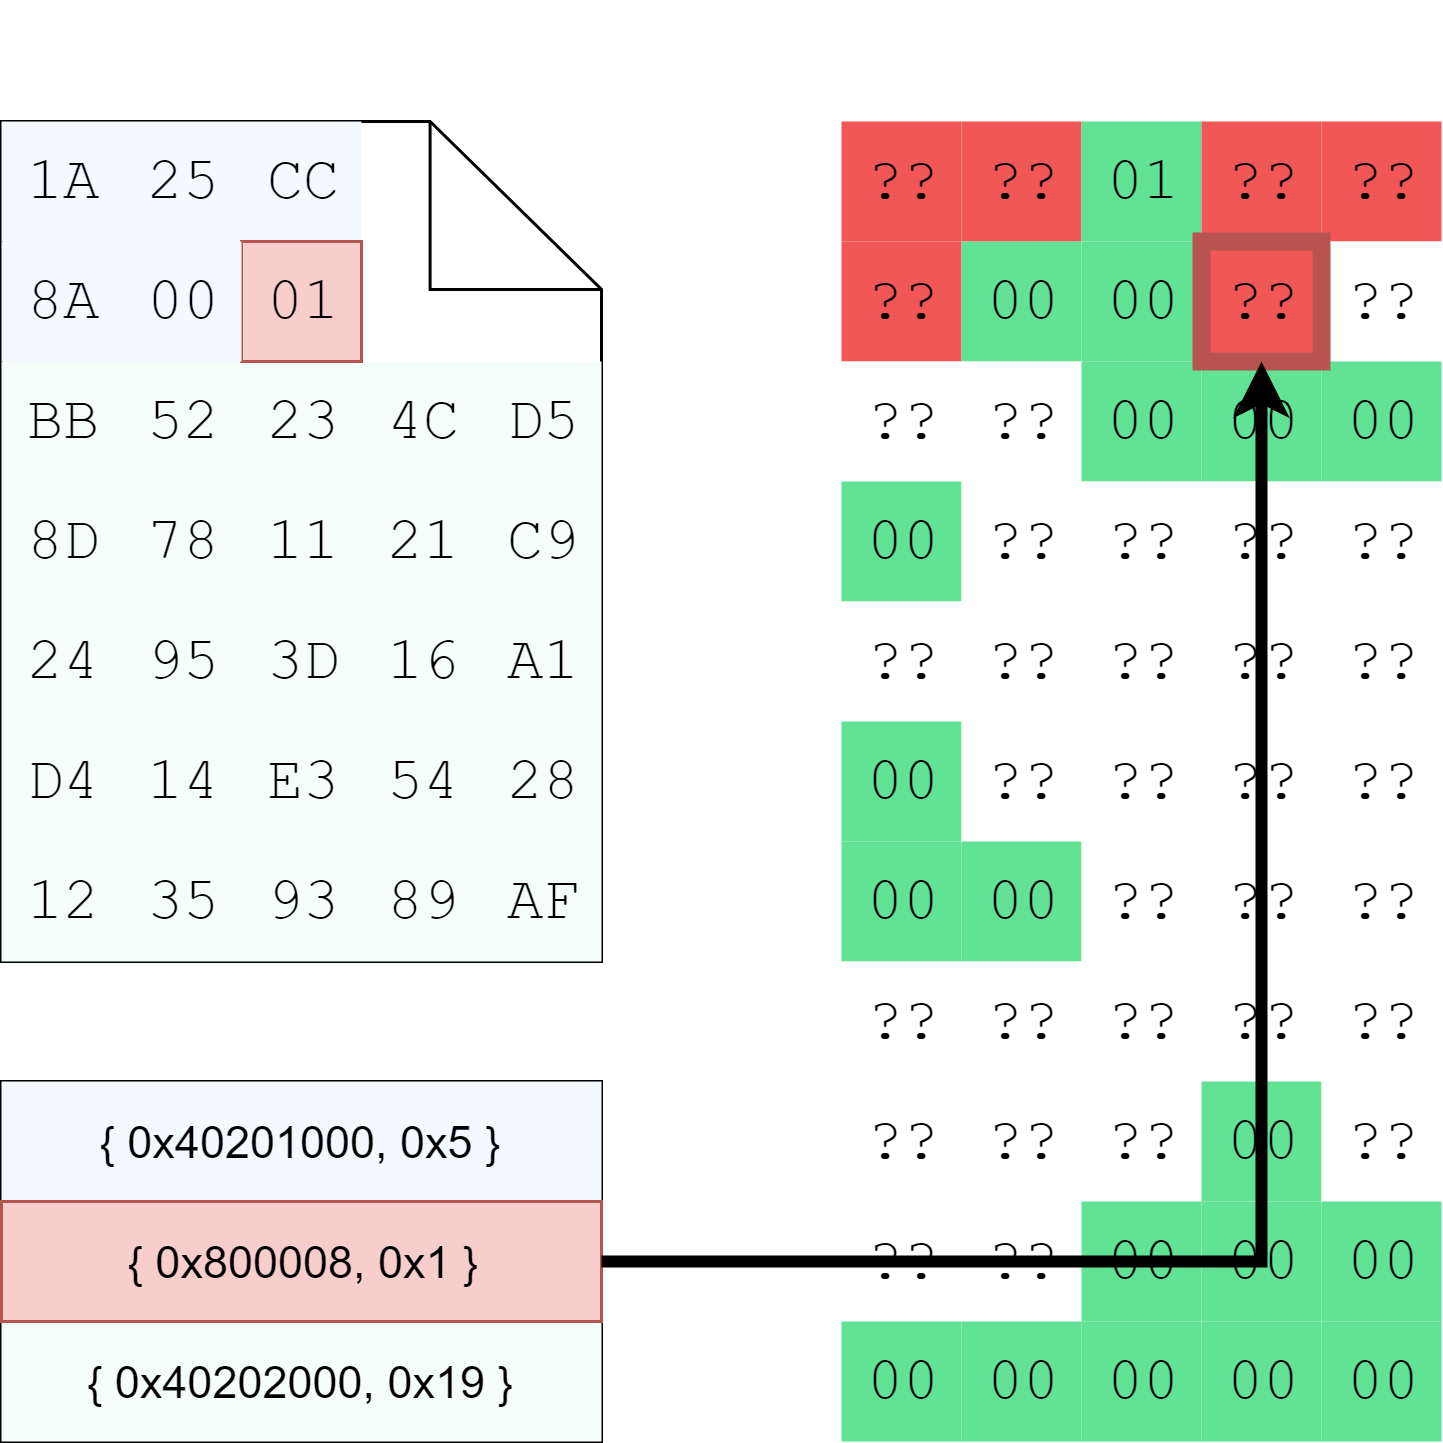 1A 25 CC
8A 00 01
BB 52 23 4C D5
8D 78 11 21 C9
24 95 3D 16 A1
D4 14 E3 54 28
12 35 93 89 AF
{ 0x40201000, 0x5 }
{ 0x800008, 0x1 }
{ 0x40202000, 0x19 }
?? ?? 01 ?? ??
?? 00 00 ?? ??
?? ?? 00 00 00
00 ?? ?? ?? ??
?? ?? ?? ?? ??
00 ?? ?? ?? ??
00 00 ?? ?? ??
?? ?? ?? ?? ??
?? ?? ?? 00 ??
?? ?? 00 00 00
00 00 00 00 00